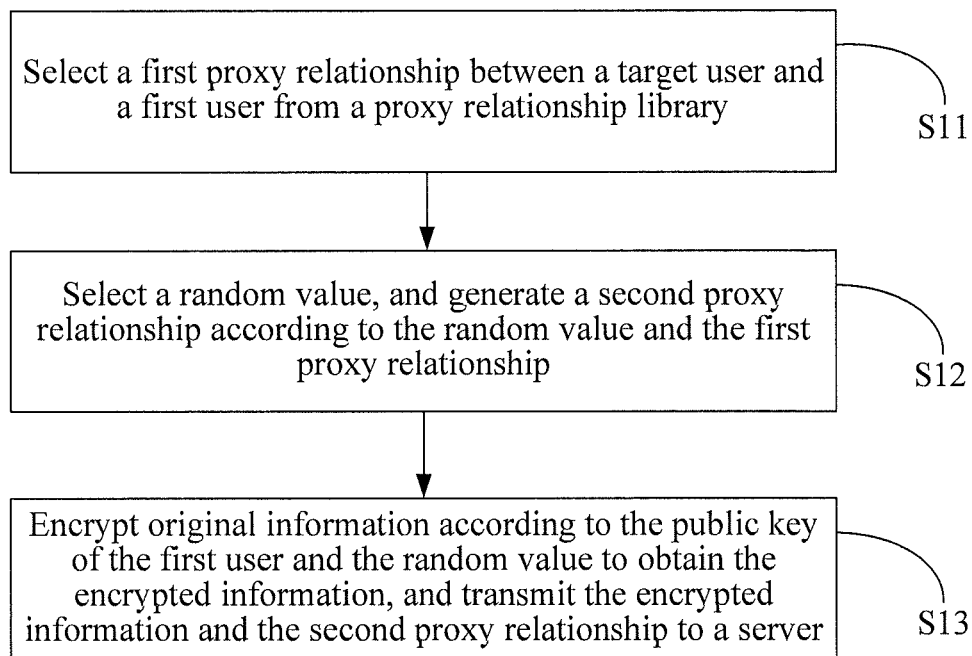 Select a first proxy relationship between a target user and
a first user from a proxy relationship library
S11
Select a random value, and generate a second proxy
relationship according to the random value and the first
proxy relationship
S12
Encrypt original information according to the public key
of the first user and the random value to obtain the
encrypted information, and transmit the encrypted
information and the second proxy relationship to a server
S13